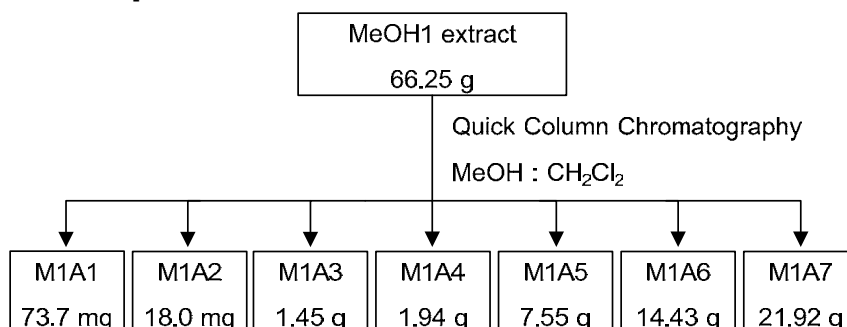 MeOH1 extract
66.25 g
Quick Column Chromatography
MeOH : CH₂Cl₂
M1A1 M1A2 M1A3 M1A4 M1A5 M1A6 M1A7
73.7 mg 18.0 mg 1.45 g 1.94 g 7.55 g 14.43 g 21.92 g